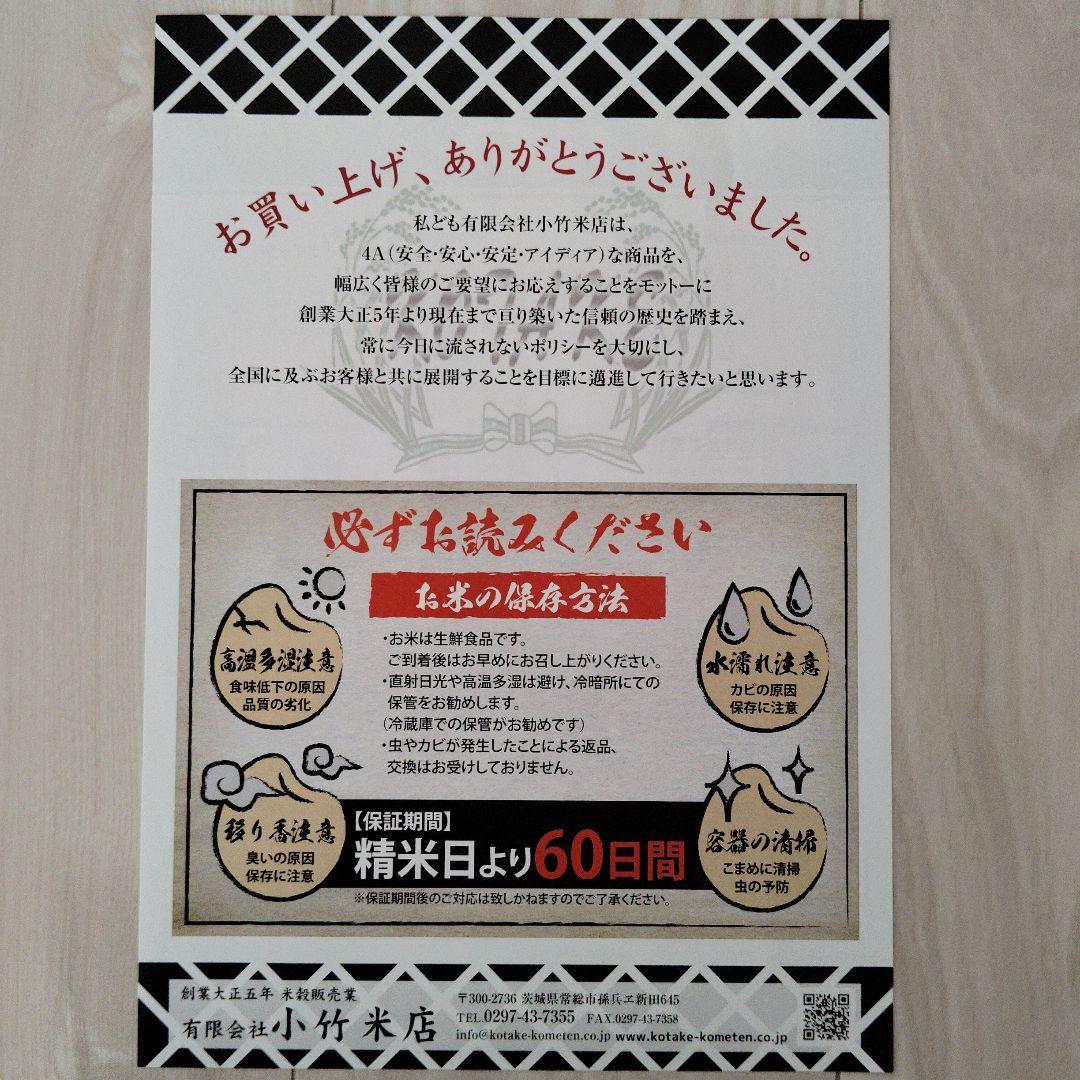 お買い上げ、ありがとうございました。
私ども有限会社小竹米店は、
4A（安全・安心・安定・アイディア）な商品を、
幅広く皆様のご要望にお応えすることをモットーに
創業大正5年より現在まで亘り築いた信頼の歴史を踏まえ、
常に今日に流されないポリシーを大切にし、
全国に及ぶお客様と共に展開することを目標に邁進して行きたいと思います。
KOTAKE
必ずお読みください
お米の保存方法
・お米は生鮮食品です。
ご到着後はお早めにお召し上がりください。
・直射日光や高温多湿は避け、冷暗所にての
保管をお勧めします。
（冷蔵庫での保管がお勧めです）
・虫やカビが発生したことによる返品、
交換はお受けしておりません。
高温多湿注意
食味低下の原因
品質の劣化
水濡れ注意
カビの原因
保存に注意
移り香注意
臭いの原因
保存に注意
容器の清掃
こまめに清掃
虫の予防
【保証期間】
精米日より60日間
※保証期間後のご対応は致しかねますのでご了承ください。
創業大正五年 米穀販売業
有限会社小竹米店
〒300-2736 茨城県常総市孫兵ヱ新田645
TEL.0297-43-7355 FAX.0297-43-7358
info@kotake-kometen.co.jp www.kotake-kometen.co.jp